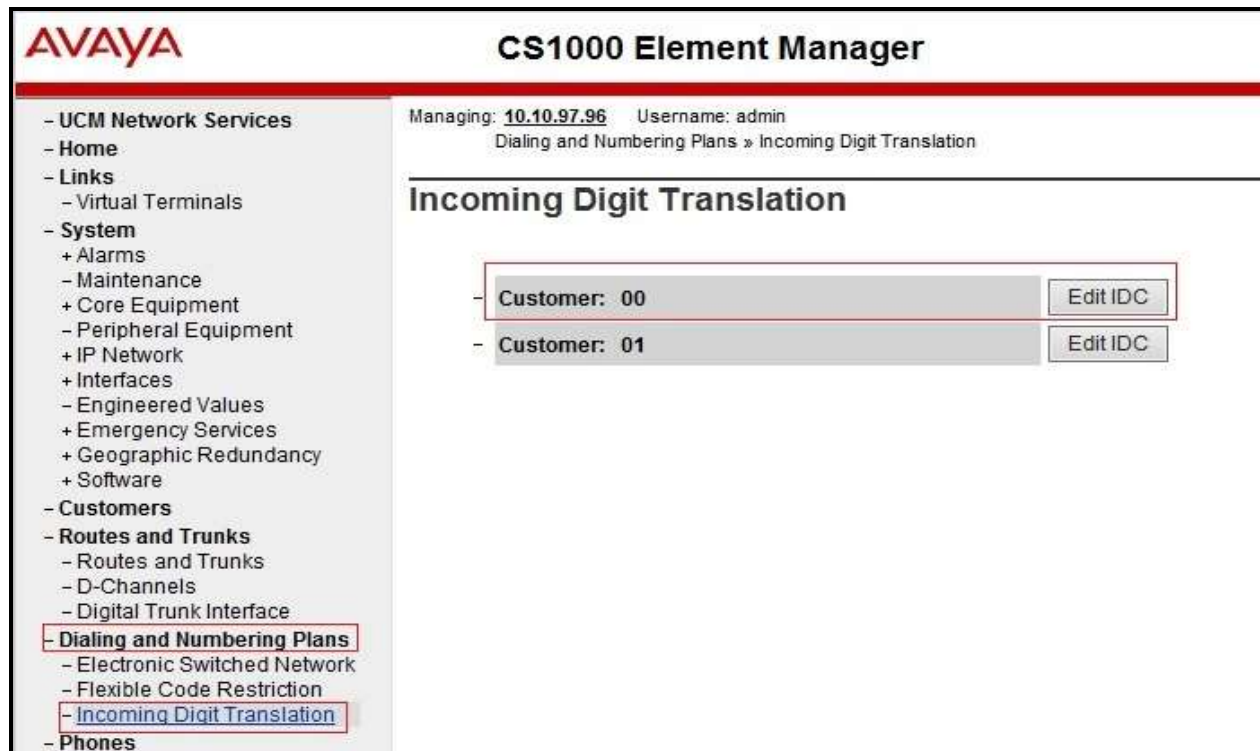 AVAYA
CS1000 Element Manager
– UCM Network Services
– Home
– Links
– Virtual Terminals
– System
+ Alarms
– Maintenance
+ Core Equipment
– Peripheral Equipment
+ IP Network
+ Interfaces
– Engineered Values
+ Emergency Services
+ Geographic Redundancy
+ Software
– Customers
– Routes and Trunks
– Routes and Trunks
– D-Channels
– Digital Trunk Interface
– Dialing and Numbering Plans
– Electronic Switched Network
– Flexible Code Restriction
– Incoming Digit Translation
– Phones
Managing: 10.10.97.96 Username: admin
Dialing and Numbering Plans » Incoming Digit Translation
Incoming Digit Translation
– Customer: 00 Edit IDC
– Customer: 01 Edit IDC